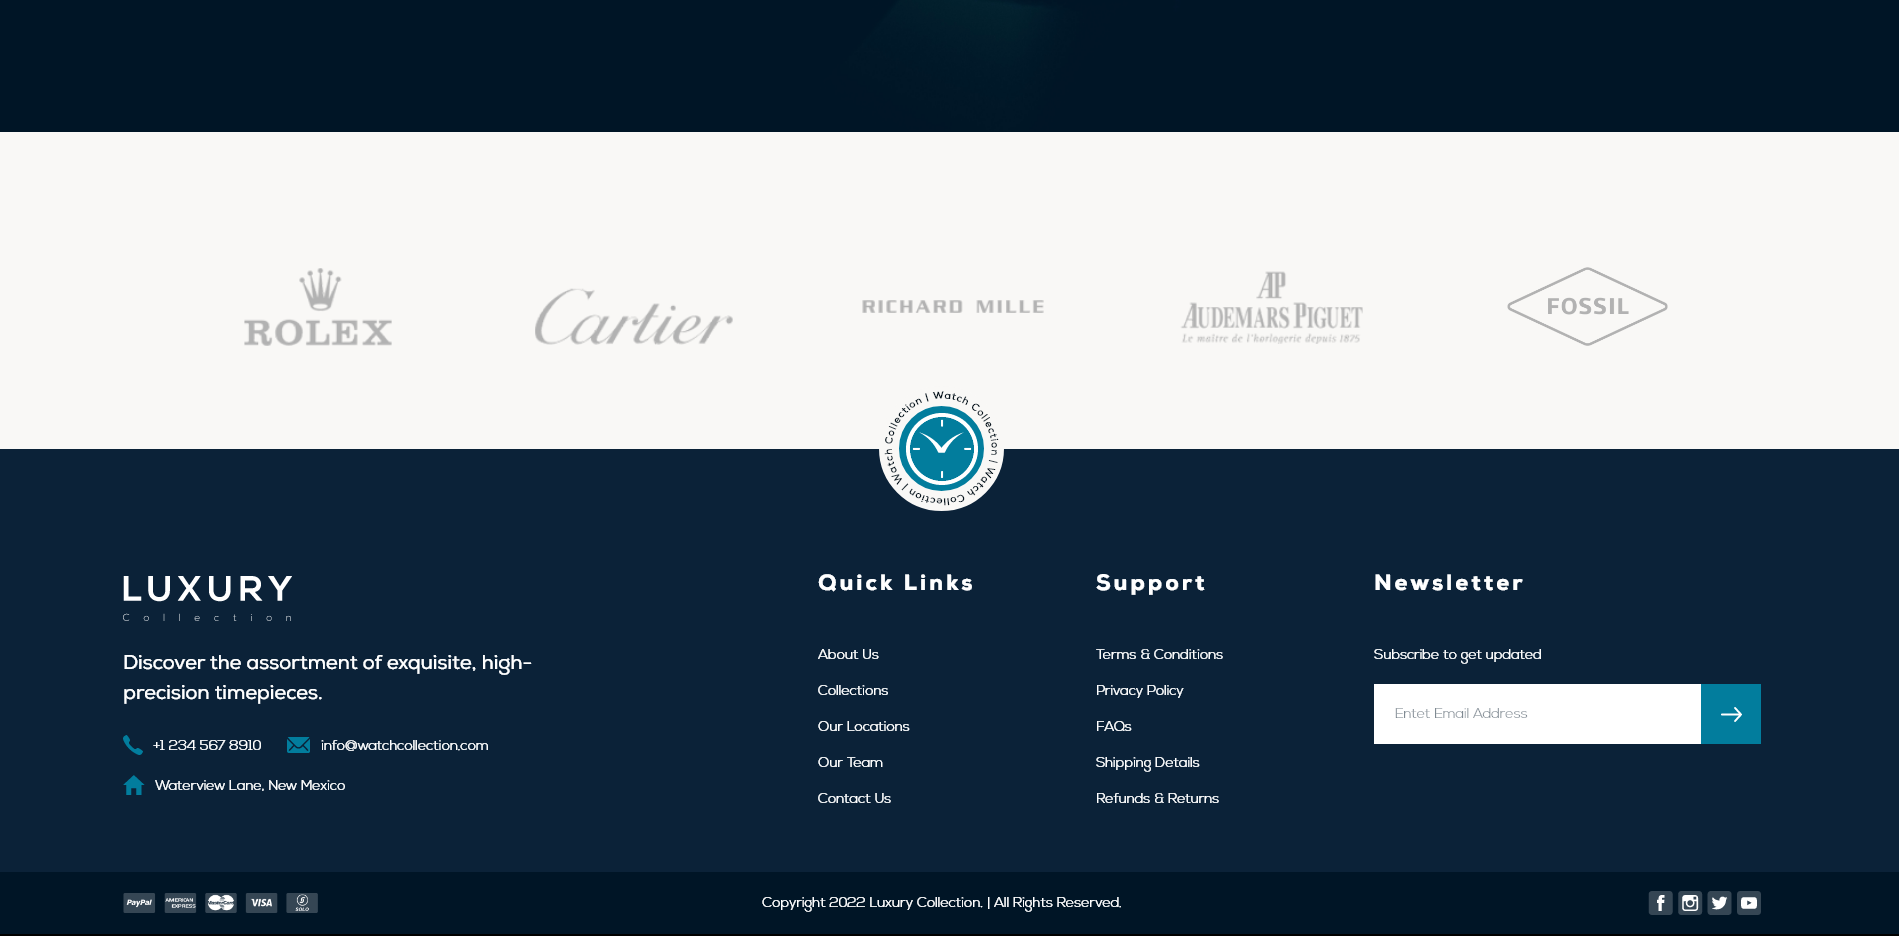 ROLEX
Cartier
RICHARD MILLE
AP
AUDEMARS PIGUET
Le maître de l'horlogerie depuis 1875
FOSSIL
Watch Collection | Watch Collection | Watch Collection |
LUXURY
Collection
Discover the assortment of exquisite, high-
precision timepieces.
+1 234 567 8910
info@watchcollection.com
Waterview Lane, New Mexico
Quick Links
About Us
Collections
Our Locations
Our Team
Contact Us
Support
Terms & Conditions
Privacy Policy
FAQs
Shipping Details
Refunds & Returns
Newsletter
Subscribe to get updated
Entet Email Address
PayPal
AMERICAN EXPRESS
MasterCard
VISA
S SOLO
Copyright 2022 Luxury Collection. | All Rights Reserved.